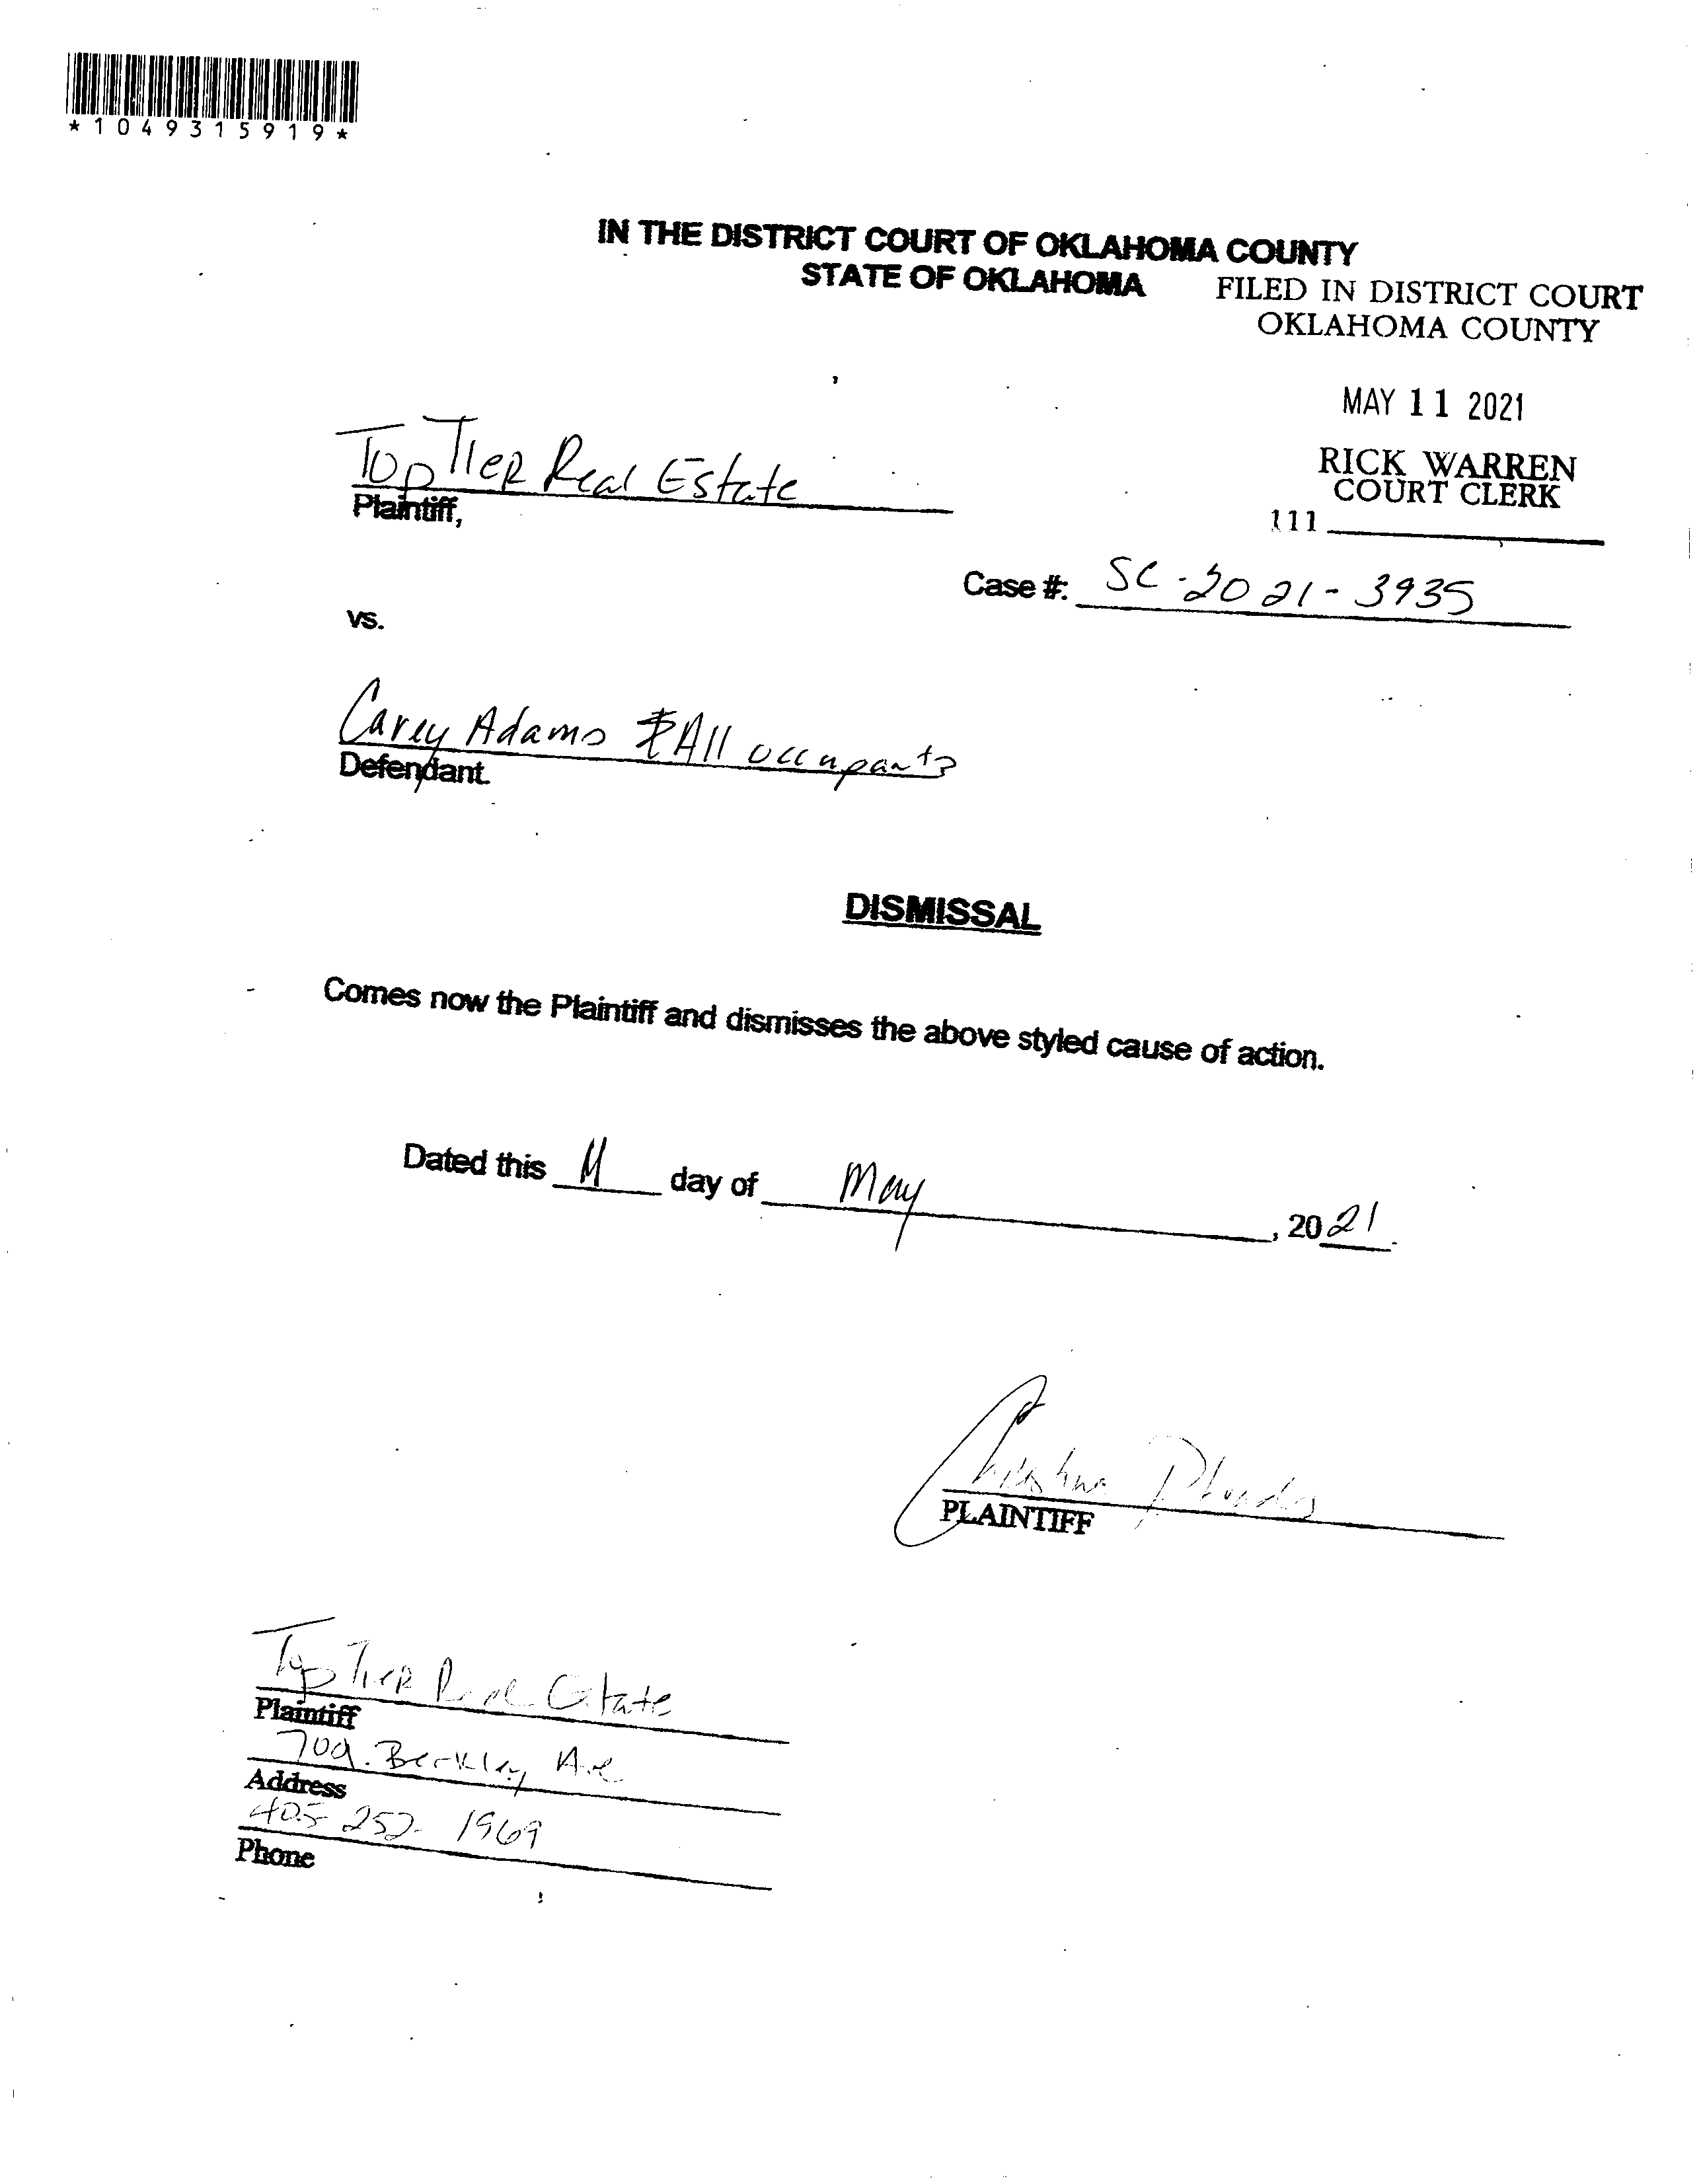 *1049315919*
IN THE DISTRICT COURT OF OKLAHOMA COUNTY
STATE OF OKLAHOMA
FILED IN DISTRICT COURT
OKLAHOMA COUNTY
MAY 11 2021
RICK WARREN
COURT CLERK
111
Top Tier Real Estate
Plaintiff,
Case #: SC-2021-3935
vs.
Carey Adams & All occupants
Defendant.
DISMISSAL
Comes now the Plaintiff and dismisses the above styled cause of action.
Dated this 11 day of May, 2021.
PLAINTIFF
Top Tier Real Estate
Plaintiff
709. Berkley Ave
Address
405 252- 1969
Phone